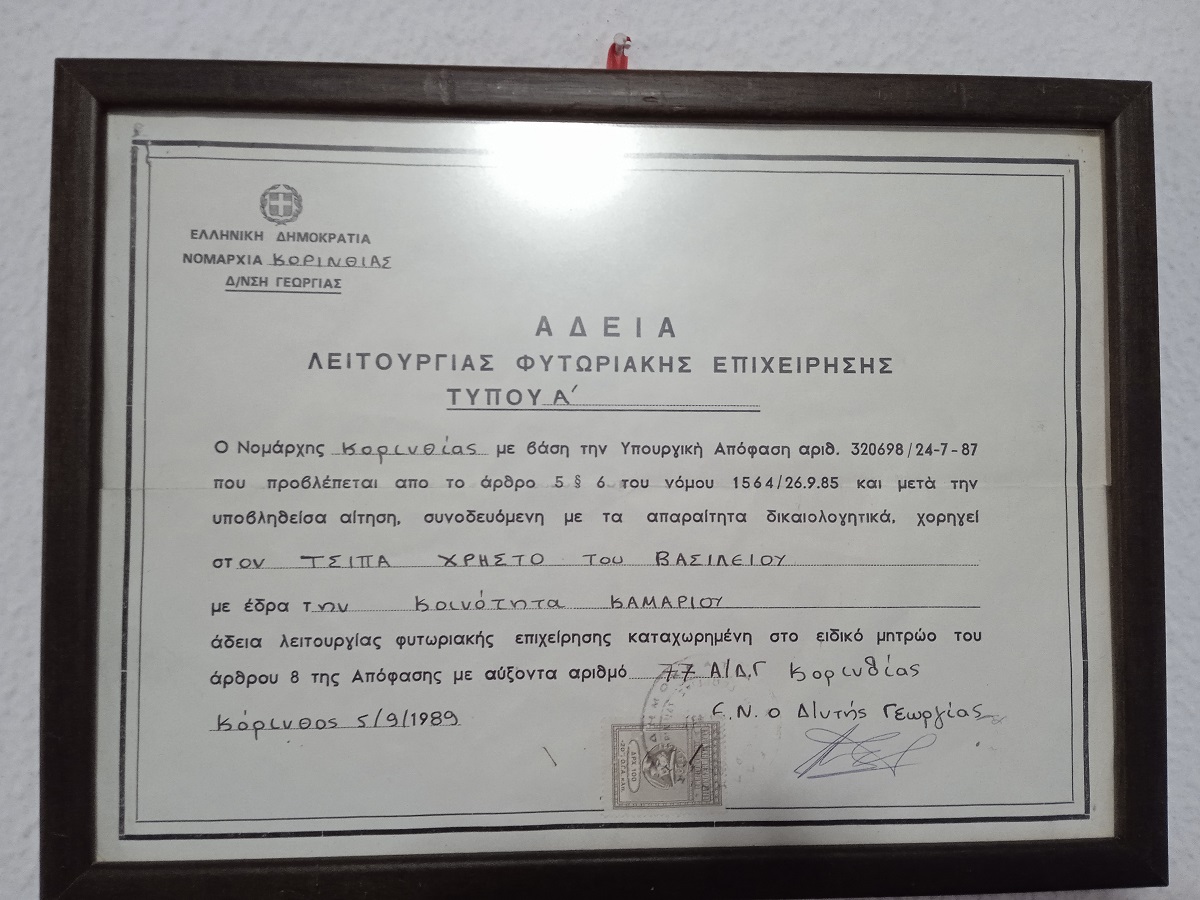 ΕΛΛΗΝΙΚΗ ΔΗΜΟΚΡΑΤΙΑ
ΝΟΜΑΡΧΙΑ ΚΟΡΙΝΘΙΑΣ
Δ/ΝΣΗ ΓΕΩΡΓΙΑΣ
ΑΔΕΙΑ
ΛΕΙΤΟΥΡΓΙΑΣ ΦΥΤΩΡΙΑΚΗΣ ΕΠΙΧΕΙΡΗΣΗΣ
ΤΥΠΟΥ Α'
Ο Νομάρχης Κορινθίας με βάση την Υπουργική Απόφαση αριθ. 320698/24-7-87
που προβλέπεται απο το άρθρο 5 § 6 του νόμου 1564/26.9.85 και μετά την
υποβληθείσα αίτηση, συνοδευόμενη με τα απαραίτητα δικαιολογητικά, χορηγεί
στον ΤΣΙΠΑ ΧΡΗΣΤΟ του ΒΑΣΙΛΕΙΟΥ
με έδρα την Κοινότητα ΚΑΜΑΡΙΟΥ
άδεια λειτουργίας φυτωριακής επιχείρησης καταχωρημένη στο ειδικό μητρώο του
άρθρου 8 της Απόφασης με αύξοντα αριθμό 77 Α/Δ.Γ Κορινθίας
Κόρινθος 5/9/1989
Ε.Ν. ο Δ/ντής Γεωργίας
ΔΡΧ 100